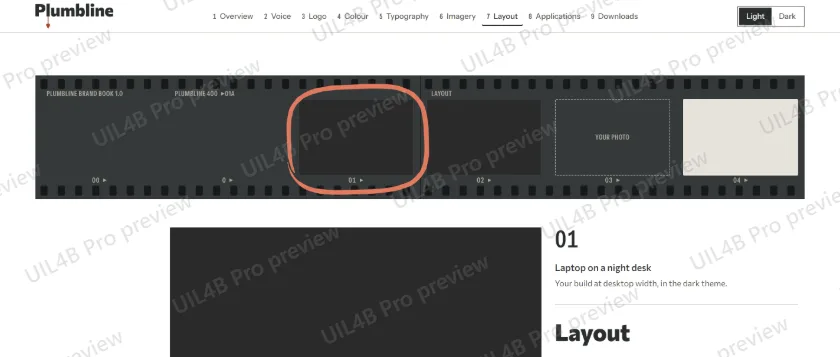 Plumbline
1 Overview 2 Voice 3 Logo 4 Colour 5 Typography 6 Imagery 7 Layout 8 Applications 9 Downloads
Light Dark
PLUMBLINE BRAND BOOK 1.0 PLUMBLINE 400 ▸01A LAYOUT
YOUR PHOTO
00 ▸ 0 ▸ 01 ▸ 02 ▸ 03 ▸ 04 ▸
01
Laptop on a night desk
Your build at desktop width, in the dark theme.
Layout
UIL4B Pro preview